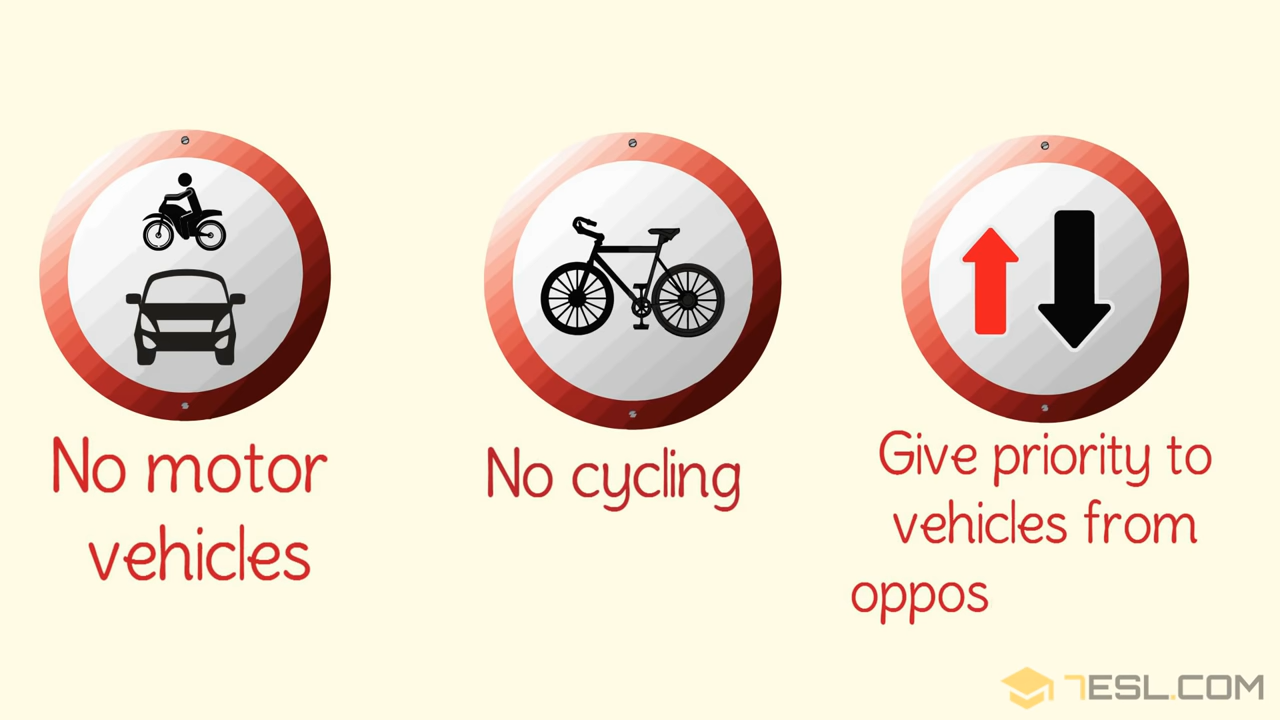 No motor
vehicles
No cycling
Give priority to
vehicles from
oppos
7ESL.COM